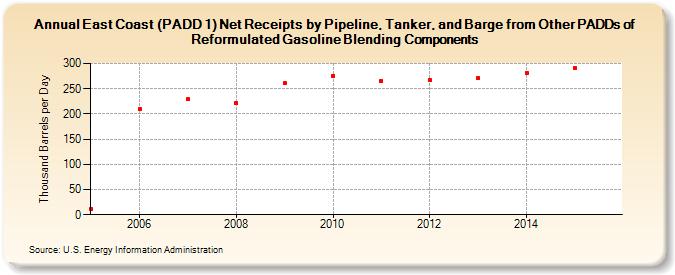 Annual East Coast (PADD 1) Net Receipts by Pipeline, Tanker, and Barge from Other PADDs of
Reformulated Gasoline Blending Components
Thousand Barrels per Day
300
250
200
150
100
50
0
2006 2008 2010 2012 2014
Source: U.S. Energy Information Administration